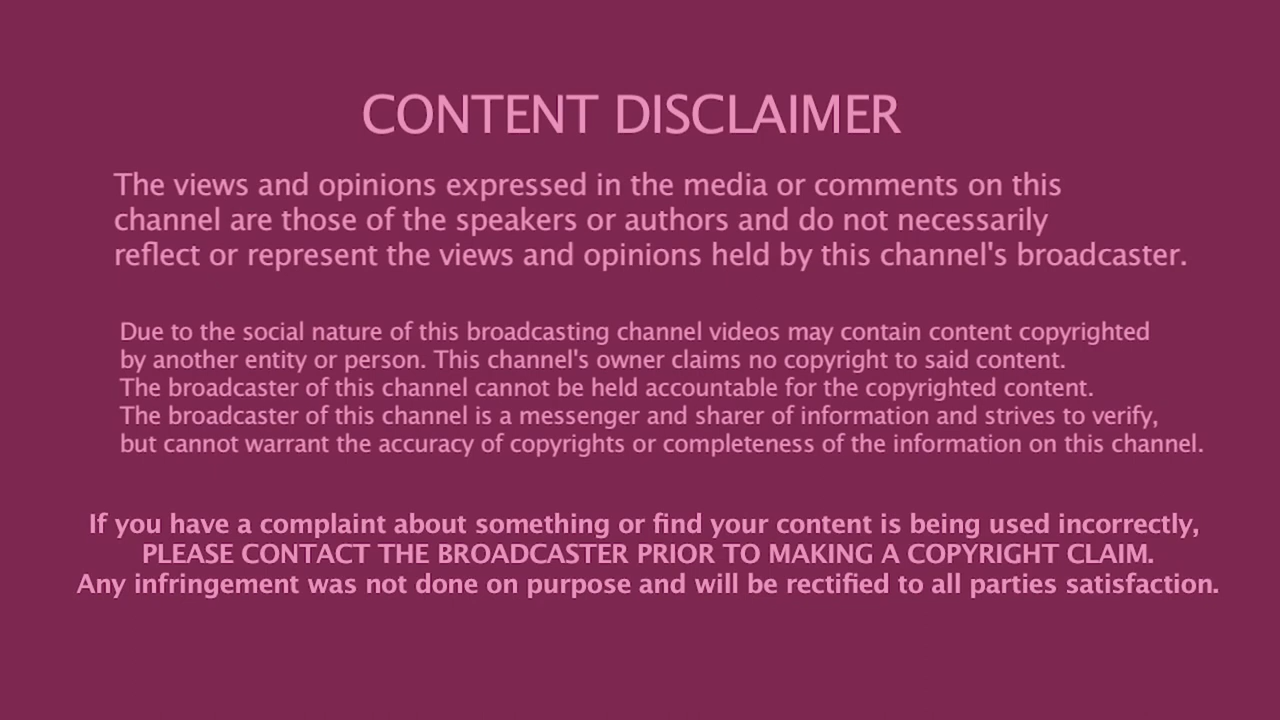 CONTENT DISCLAIMER
The views and opinions expressed in the media or comments on this
channel are those of the speakers or authors and do not necessarily
reflect or represent the views and opinions held by this channel's broadcaster.
Due to the social nature of this broadcasting channel videos may contain content copyrighted
by another entity or person. This channel's owner claims no copyright to said content.
The broadcaster of this channel cannot be held accountable for the copyrighted content.
The broadcaster of this channel is a messenger and sharer of information and strives to verify,
but cannot warrant the accuracy of copyrights or completeness of the information on this channel.
If you have a complaint about something or find your content is being used incorrectly,
PLEASE CONTACT THE BROADCASTER PRIOR TO MAKING A COPYRIGHT CLAIM.
Any infringement was not done on purpose and will be rectified to all parties satisfaction.